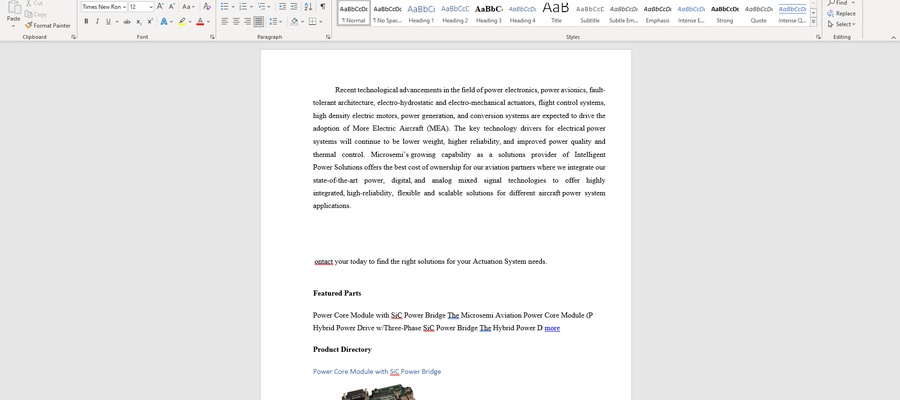 Cut
Copy
Paste
Format Painter
Clipboard
Times New Ron
12
Font
Paragraph
AaBbCcDc AaBbCcDc AaBbC AaBbCcD AaBbC AaBbCcD AaB AaBbCcD AaBbCcDc AaBbCcDc AaBbCcDc AaBbCcDc AaBbCcDc AaBbCcDc
¶ Normal ¶ No Spac... Heading 1 Heading 2 Heading 3 Heading 4 Title Subtitle Subtle Em... Emphasis Intense E... Strong Quote Intense Q...
Styles
Find
Replace
Select
Editing
Recent technological advancements in the field of power electronics, power avionics, fault-
tolerant architecture, electro-hydrostatic and electro-mechanical actuators, flight control systems,
high density electric motors, power generation, and conversion systems are expected to drive the
adoption of More Electric Aircraft (MEA). The key technology drivers for electrical power
systems will continue to be lower weight, higher reliability, and improved power quality and
thermal control. Microsemi's growing capability as a solutions provider of Intelligent
Power Solutions offers the best cost of ownership for our aviation partners where we integrate our
state-of-the-art power, digital, and analog mixed signal technologies to offer highly
integrated, high-reliability, flexible and scalable solutions for different aircraft power system
applications.
ontact your today to find the right solutions for your Actuation System needs.
Featured Parts
Power Core Module with SiC Power Bridge The Microsemi Aviation Power Core Module (P
Hybrid Power Drive w/Three-Phase SiC Power Bridge The Hybrid Power D more
Product Directory
Power Core Module with SiC Power Bridge